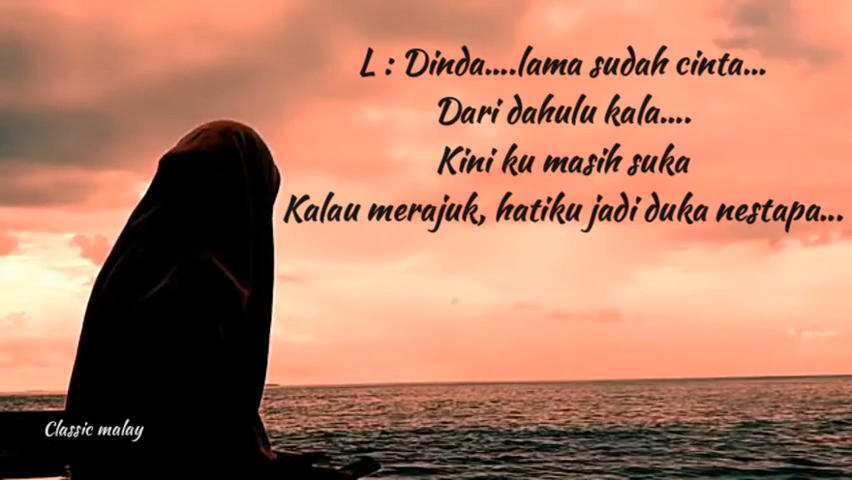 L : Dinda....lama sudah cinta...
Dari dahulu kala....
Kini ku masih suka
Kalau merajuk, hatiku jadi duka nestapa...
Classic malay